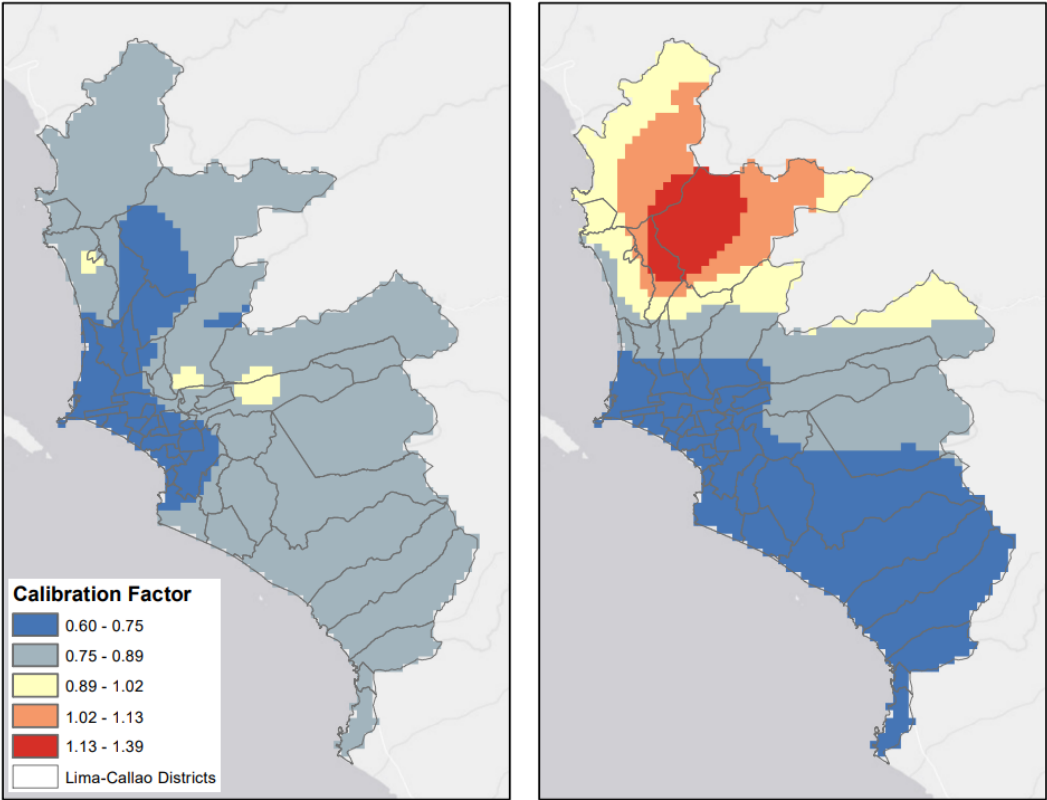 Calibration Factor
0.60 - 0.75
0.75 - 0.89
0.89 - 1.02
1.02 - 1.13
1.13 - 1.39
Lima-Callao Districts